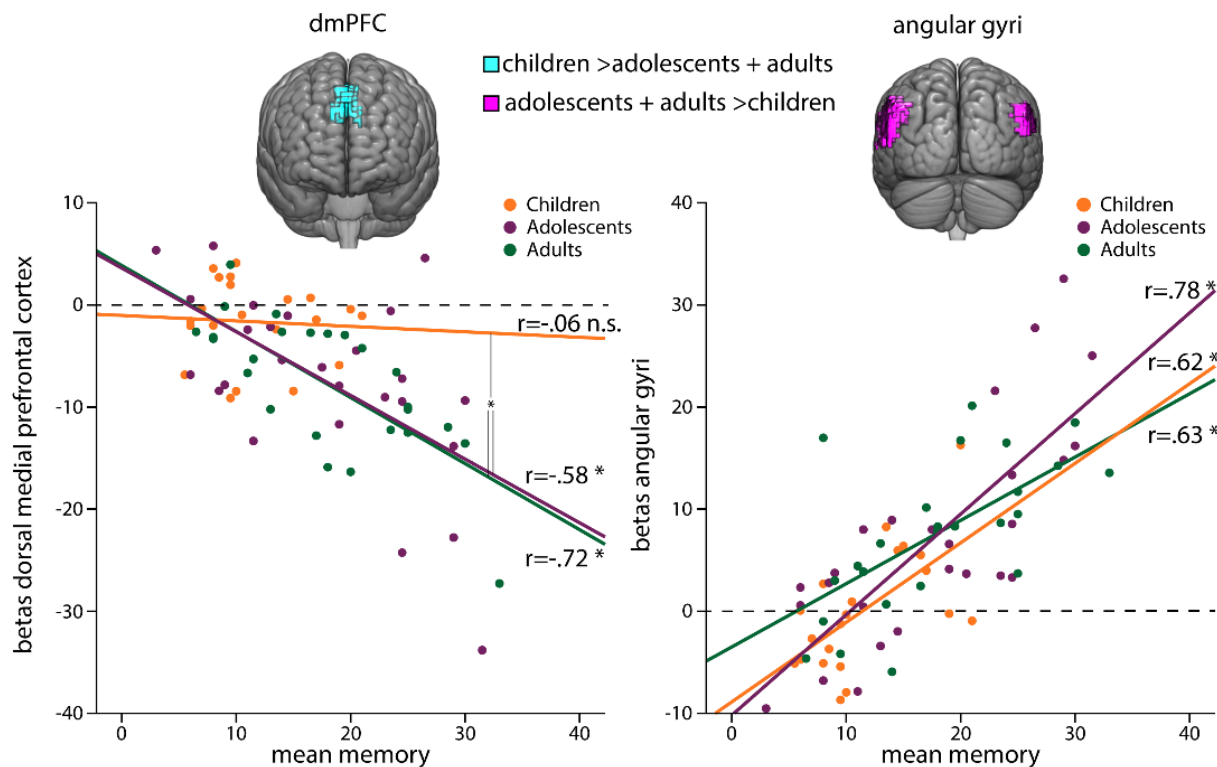 dmPFC
angular gyri
children >adolescents + adults
adolescents + adults >children
10
0
-10
-20
-30
-40
betas dorsal medial prefrontal cortex
Children
Adolescents
Adults
r=-.06 n.s.
*
r=-.58 *
r=-.72 *
0
10
20
30
40
mean memory
40
30
20
10
0
-10
betas angular gyri
Children
Adolescents
Adults
r=.78 *
r=.62 *
r=.63 *
0
10
20
30
40
mean memory